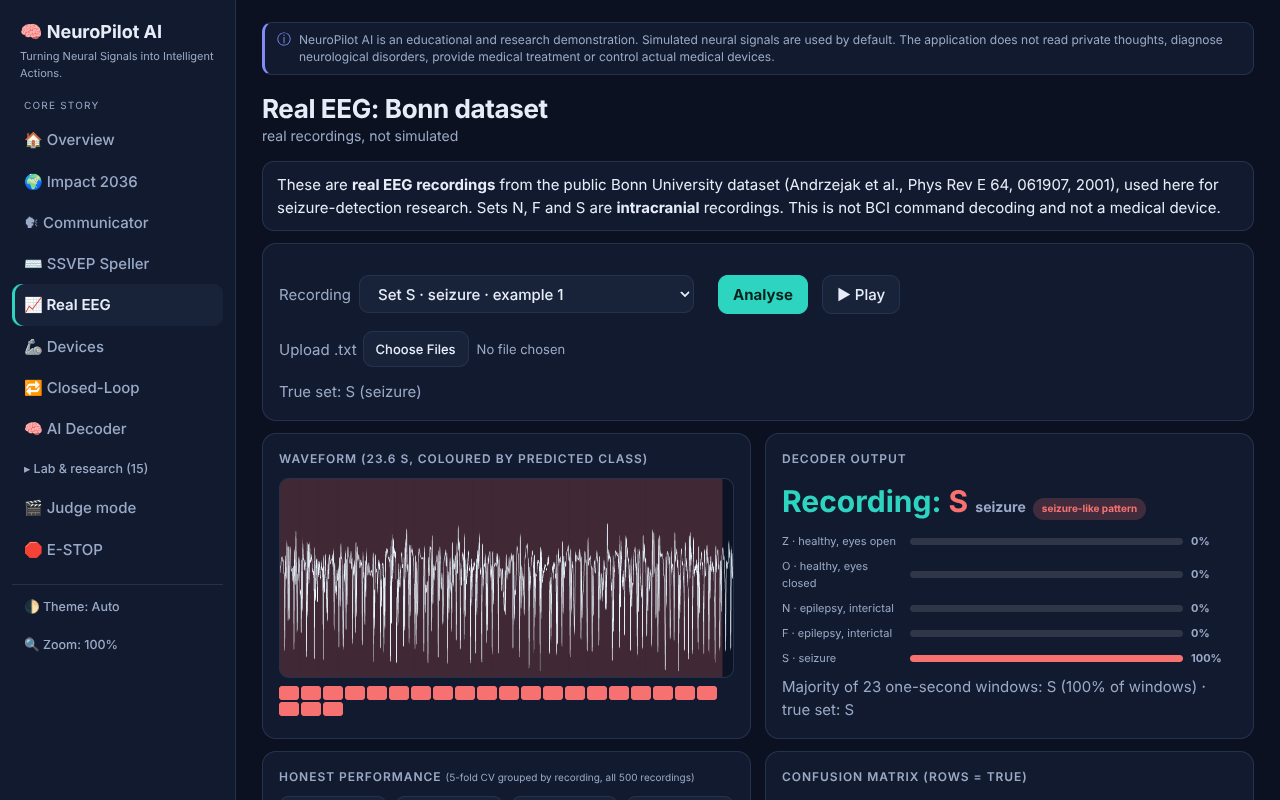 🧠 NeuroPilot AI
Turning Neural Signals into Intelligent
Actions.
CORE STORY
🏠 Overview
🌍 Impact 2036
🗣 Communicator
⌨️ SSVEP Speller
📈 Real EEG
🦾 Devices
🔁 Closed-Loop
🧠 AI Decoder
▸ Lab & research (15)
🎬 Judge mode
🛑 E-STOP
🌓 Theme: Auto
🔍 Zoom: 100%
ⓘ NeuroPilot AI is an educational and research demonstration. Simulated neural signals are used by default. The application does not read private thoughts, diagnose
neurological disorders, provide medical treatment or control actual medical devices.
Real EEG: Bonn dataset
real recordings, not simulated
These are real EEG recordings from the public Bonn University dataset (Andrzejak et al., Phys Rev E 64, 061907, 2001), used here for
seizure-detection research. Sets N, F and S are intracranial recordings. This is not BCI command decoding and not a medical device.
Recording Set S · seizure · example 1 Analyse ▶ Play
Upload .txt Choose Files No file chosen
True set: S (seizure)
WAVEFORM (23.6 S, COLOURED BY PREDICTED CLASS)
DECODER OUTPUT
Recording: S seizure seizure-like pattern
Z · healthy, eyes open 0%
O · healthy, eyes
closed 0%
N · epilepsy, interictal 0%
F · epilepsy, interictal 0%
S · seizure 100%
Majority of 23 one-second windows: S (100% of windows) ·
true set: S
HONEST PERFORMANCE (5-fold CV grouped by recording, all 500 recordings)
CONFUSION MATRIX (ROWS = TRUE)